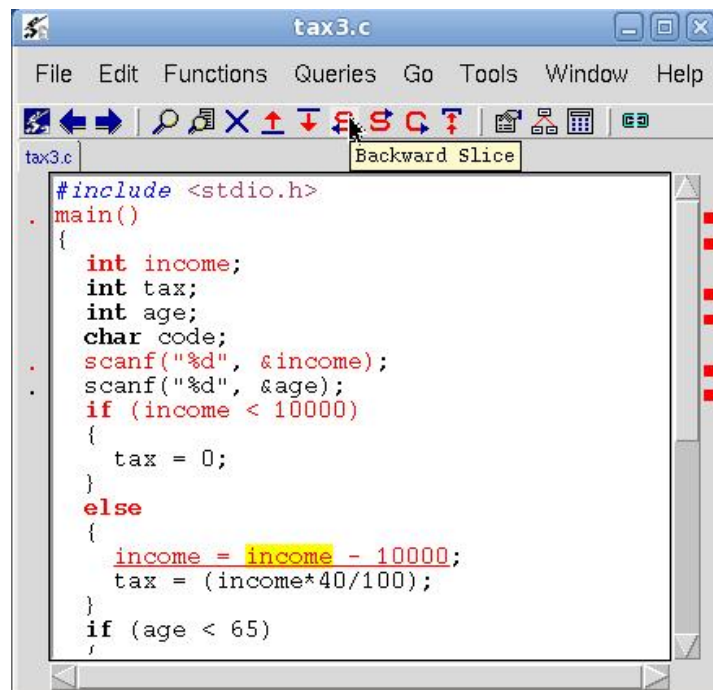 tax3.c
File Edit Functions Queries Go Tools Window Help
Backward Slice
tax3.c
#include <stdio.h>
main()
{
int income;
int tax;
int age;
char code;
scanf("%d", &income);
scanf("%d", &age);
if (income < 10000)
{
tax = 0;
}
else
{
income = income - 10000;
tax = (income*40/100);
}
if (age < 65)
{